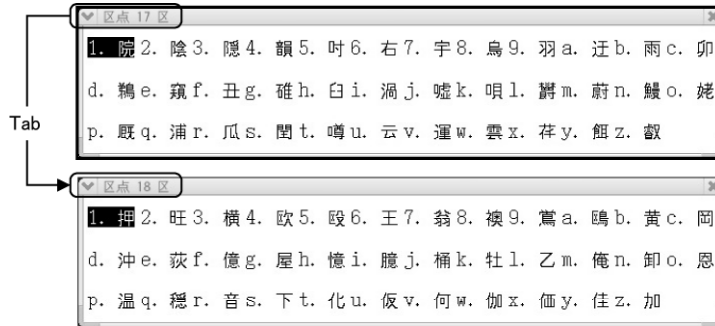 区点 17 区
1. 院 2. 陰 3. 隠 4. 韻 5. 吋 6. 右 7. 宇 8. 烏 9. 羽 a. 迂 b. 雨 c. 卯
d. 鵜 e. 窺 f. 丑 g. 碓 h. 臼 i. 渦 j. 嘘 k. 唄 l. 欝 m. 蔚 n. 鰻 o. 姥
p. 厩 q. 浦 r. 瓜 s. 閏 t. 噂 u. 云 v. 運 w. 雲 x. 荏 y. 餌 z. 叡
Tab
区点 18 区
1. 押 2. 旺 3. 横 4. 欧 5. 殴 6. 王 7. 翁 8. 襖 9. 鴬 a. 鴎 b. 黄 c. 岡
d. 沖 e. 荻 f. 億 g. 屋 h. 憶 i. 臆 j. 桶 k. 牡 l. 乙 m. 俺 n. 卸 o. 恩
p. 温 q. 穏 r. 音 s. 下 t. 化 u. 仮 v. 何 w. 伽 x. 価 y. 佳 z. 加